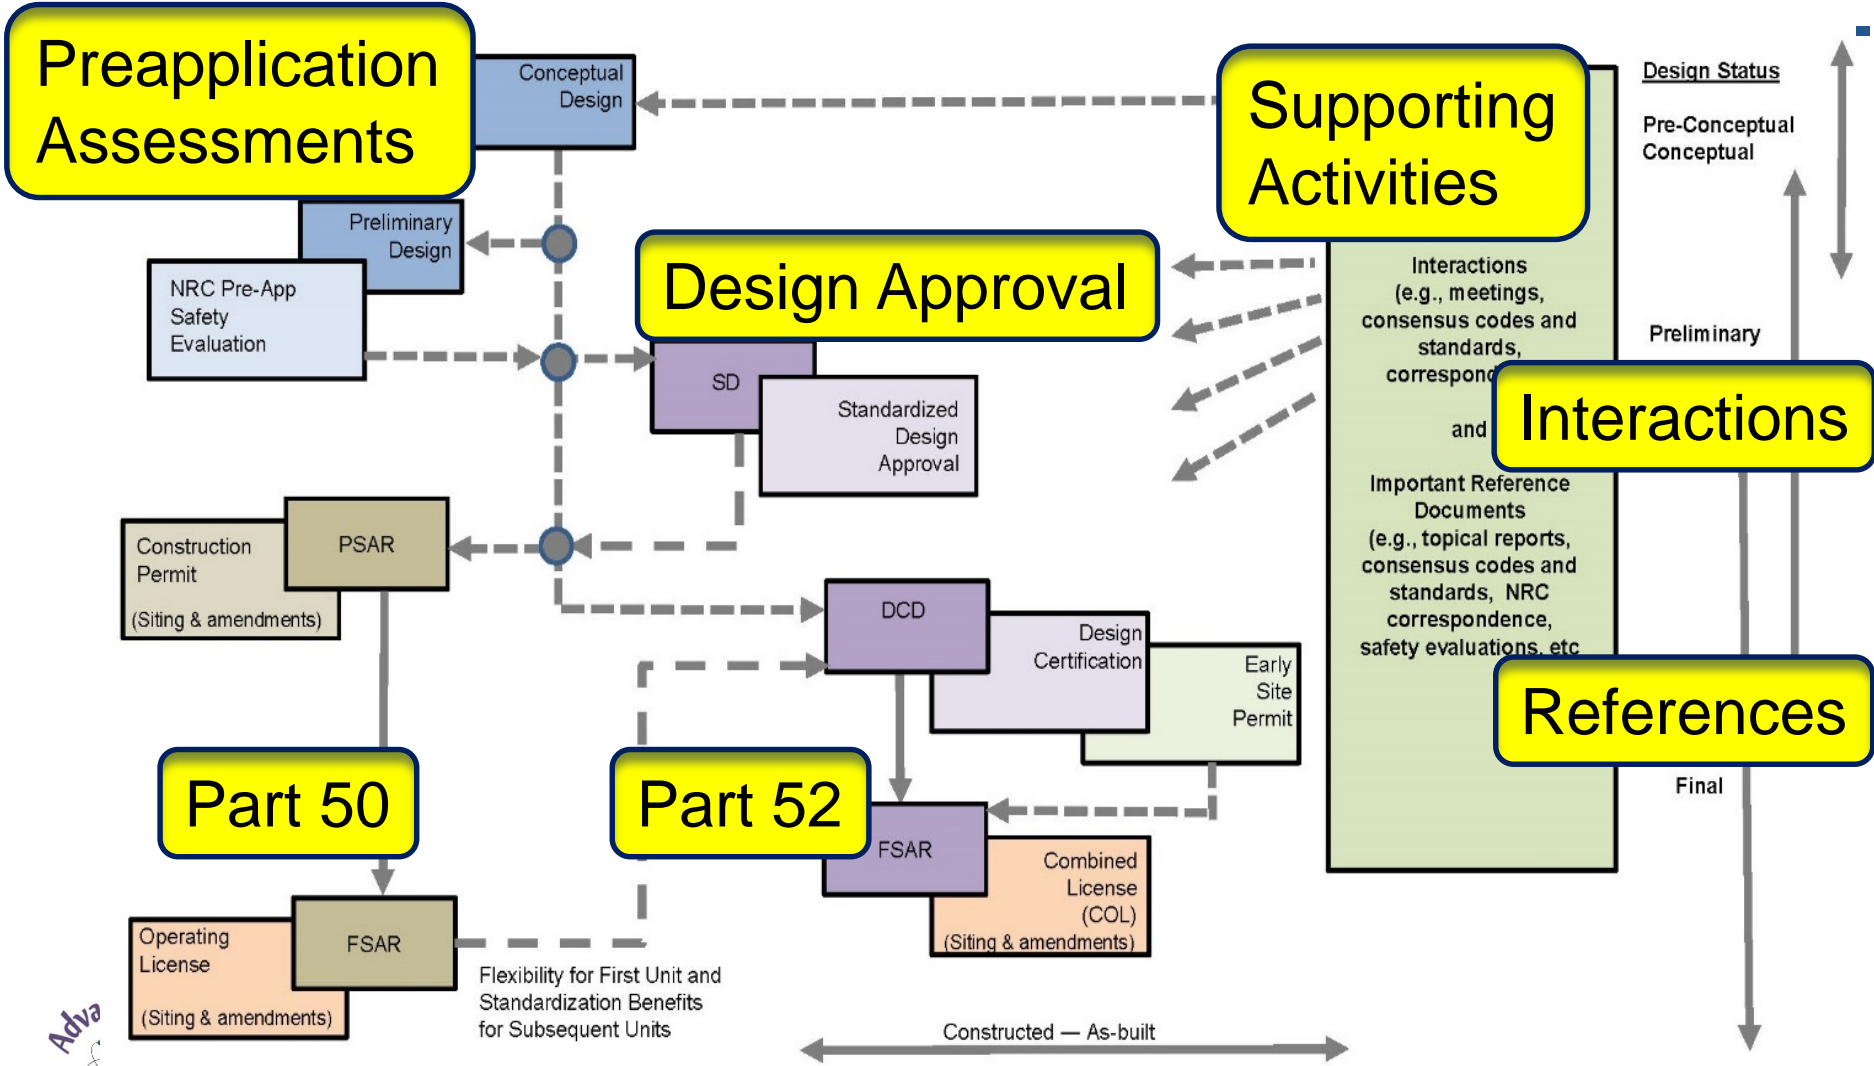 Preapplication
Assessments
Conceptual
Design
Supporting
Activities
Design Status
Pre-Conceptual
Conceptual
Preliminary
Design
NRC Pre-App
Safety
Evaluation
Design Approval
Interactions
(e.g., meetings,
consensus codes and
standards,
Preliminary
SD
Standardized
Design
Approval
and
Interactions
Important Reference
Documents
(e.g., topical reports,
consensus codes and
standards, NRC
correspondence,
safety evaluations, etc
Construction
Permit
(Siting & amendments)
PSAR
DCD
Design
Certification
Early
Site
Permit
References
Final
Part 50
Part 52
FSAR
Combined
License
(COL)
(Siting & amendments)
Operating
License
(Siting & amendments)
FSAR
Flexibility for First Unit and
Standardization Benefits
for Subsequent Units
Constructed — As-built